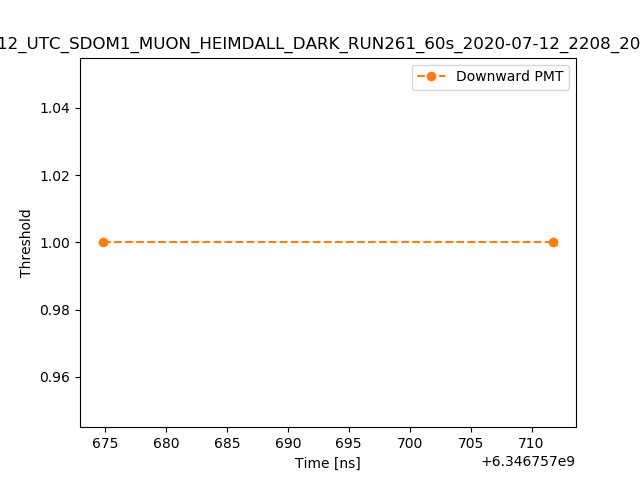 12_UTC_SDOM1_MUON_HEIMDALL_DARK_RUN261_60s_2020-07-12_2208_20
Downward PMT
1.04
1.02
1.00
0.98
0.96
Threshold
675 680 685 690 695 700 705 710
Time [ns]
+6.346757e9